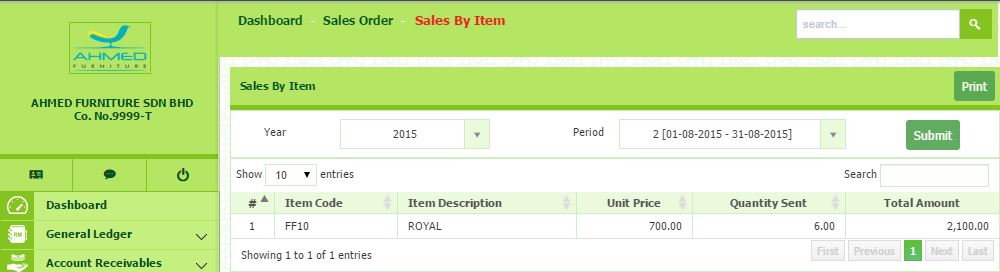 Dashboard - Sales Order - Sales By Item
search...
AHMED
FURNITURE
AHMED FURNITURE SDN BHD
Co. No.9999-T
Sales By Item
Print
Year 2015 Period 2 [01-08-2015 - 31-08-2015] Submit
Show 10 entries Search
# Item Code Item Description Unit Price Quantity Sent Total Amount
1 FF10 ROYAL 700.00 6.00 2,100.00
Showing 1 to 1 of 1 entries First Previous 1 Next Last
Dashboard
RM General Ledger
Account Receivables